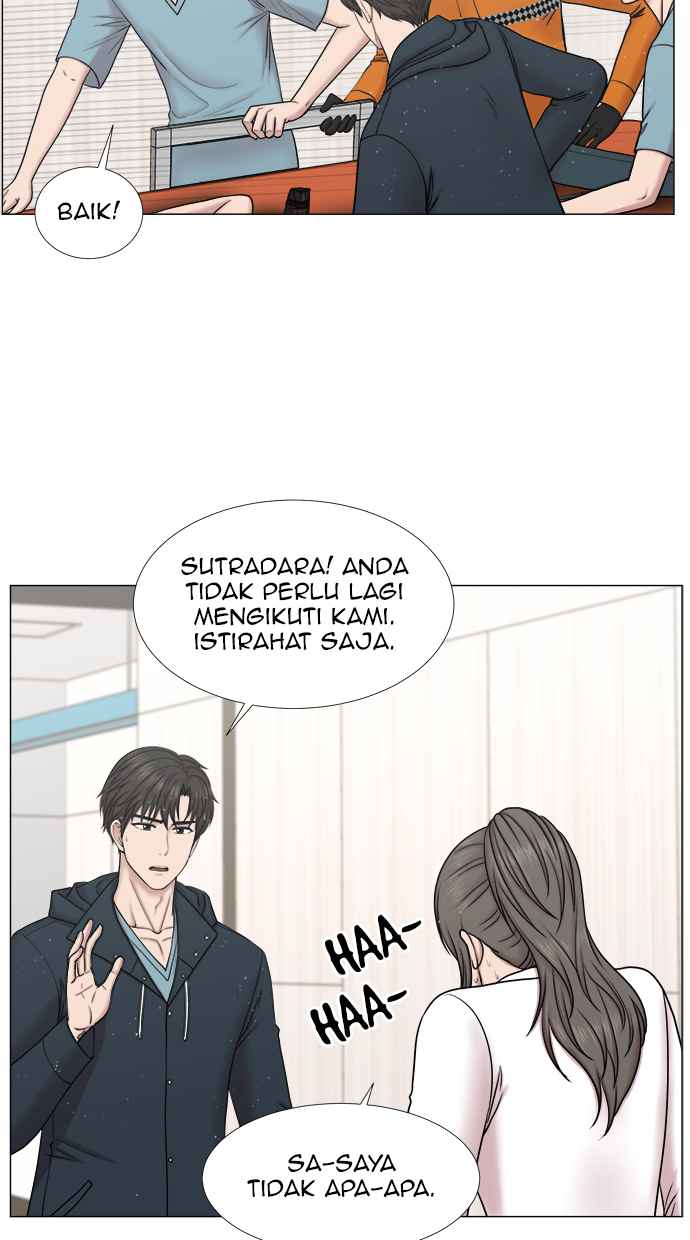 BAIK!
SUTRADARA! ANDA
TIDAK PERLU LAGI
MENGIKUTI KAMI.
ISTIRAHAT SAJA.
HAA-
HAA-
SA-SAYA
TIDAK APA-APA.